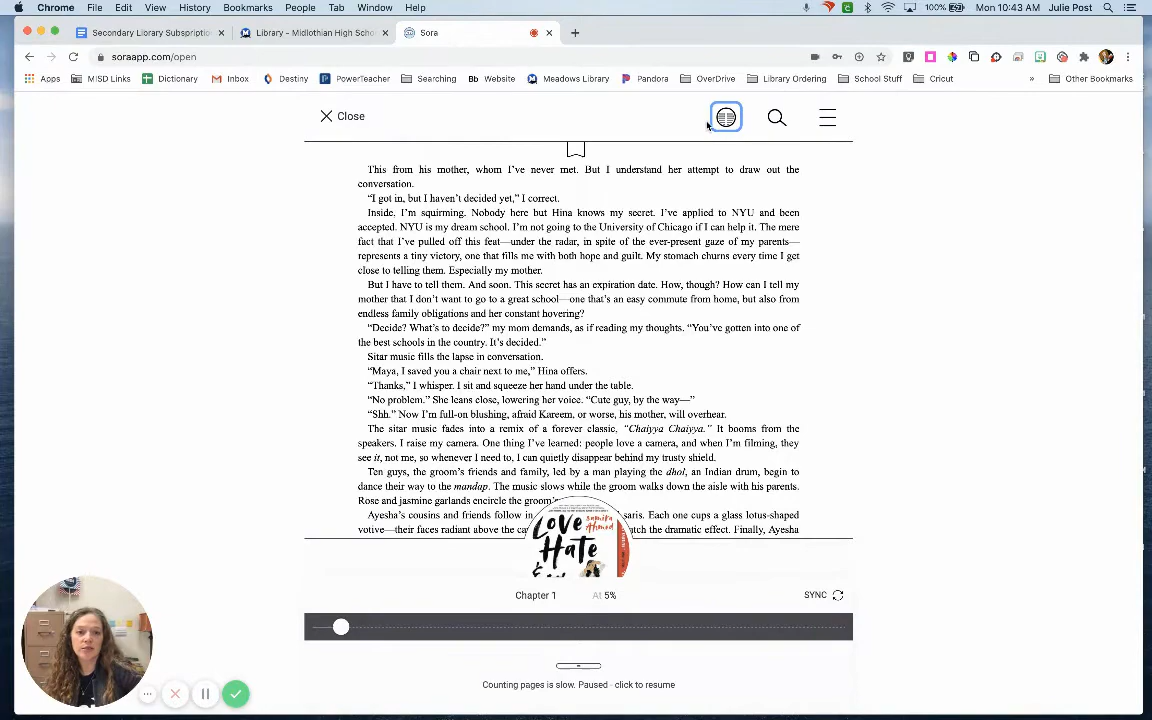 Chrome File Edit View History Bookmarks People Tab Window Help 100% Mon 10:43 AM Julie Post
Secondary Library Subscriptio Library - Midlothian High Scho Sora
soraapp.com/open
Apps MISD Links Dictionary Inbox Destiny PowerTeacher Searching Bb Website Meadows Library Pandora OverDrive Library Ordering School Stuff Cricut » Other Bookmarks
Close
This from his mother, whom I’ve never met. But I understand her attempt to draw out the
conversation.
“I got in, but I haven’t decided yet,” I correct.
Inside, I’m squirming. Nobody here but Hina knows my secret. I’ve applied to NYU and been
accepted. NYU is my dream school. I’m not going to the University of Chicago if I can help it. The mere
fact that I’ve pulled off this feat—under the radar, in spite of the ever-present gaze of my parents—
represents a tiny victory, one that fills me with both hope and guilt. My stomach churns every time I get
close to telling them. Especially my mother.
But I have to tell them. And soon. This secret has an expiration date. How, though? How can I tell my
mother that I don’t want to go to a great school—one that’s an easy commute from home, but also from
endless family obligations and her constant hovering?
“Decide? What’s to decide?” my mom demands, as if reading my thoughts. “You’ve gotten into one of
the best schools in the country. It’s decided.”
Sitar music fills the lapse in conversation.
“Maya, I saved you a chair next to me,” Hina offers.
“Thanks,” I whisper. I sit and squeeze her hand under the table.
“No problem.” She leans close, lowering her voice. “Cute guy, by the way—”
“Shh.” Now I’m full-on blushing, afraid Kareem, or worse, his mother, will overhear.
The sitar music fades into a remix of a forever classic, “Chaiyya Chaiyya.” It booms from the
speakers. I raise my camera. One thing I’ve learned: people love a camera, and when I’m filming, they
see it, not me, so whenever I need to, I can quietly disappear behind my trusty shield.
Ten guys, the groom’s friends and family, led by a man playing the dhol, an Indian drum, begin to
dance their way to the mandap. The music slows while the groom walks down the aisle with his parents.
Rose and jasmine garlands encircle the groom’s
Ayesha’s cousins and friends follow in saris. Each one cups a glass lotus-shaped
votive—their faces radiant above the ca tch the dramatic effect. Finally, Ayesha
Love
Samira
Ahmed
Hate
&
Chapter 1 At 5% SYNC
Counting pages is slow. Paused - click to resume